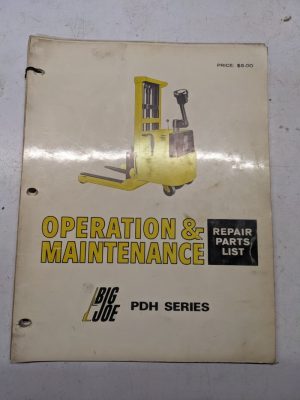 PRICE: $5.00
OPERATION &
MAINTENANCE
REPAIR
PARTS
LIST
BIG
JOE
PDH SERIES